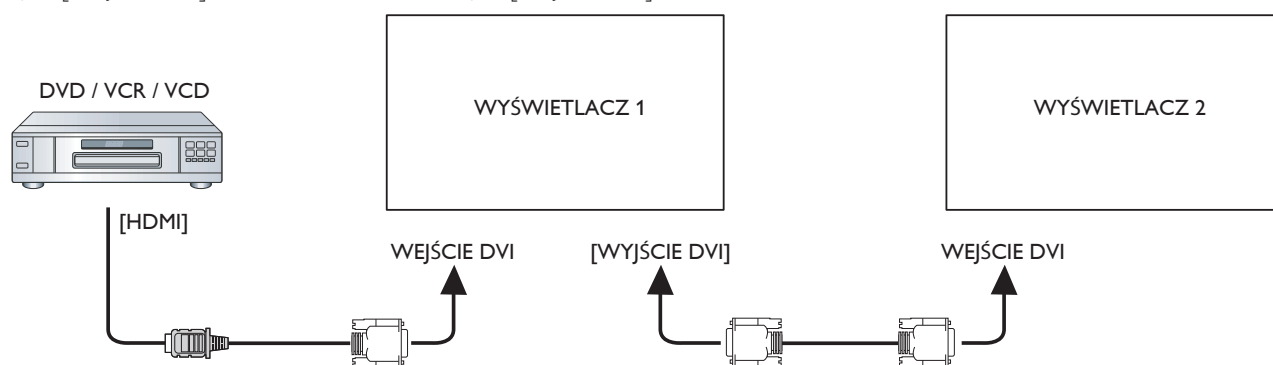 WYŚWIETLACZ 1
WYŚWIETLACZ 2
DVD / VCR / VCD
[HDMI]
WEJŚCIE DVI
[WYJŚCIE DVI]
WEJŚCIE DVI